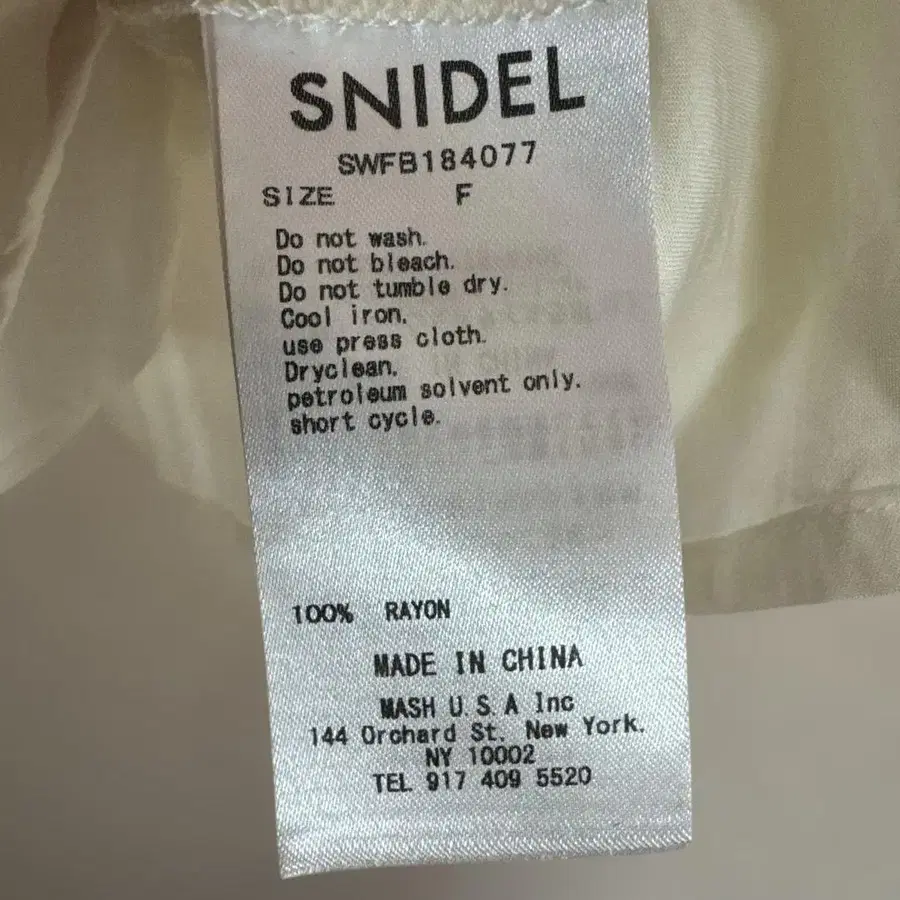 SNIDEL
SWFB184077
SIZE F
Do not wash.
Do not bleach.
Do not tumble dry.
Cool iron.
use press cloth.
Dryclean.
petroleum solvent only.
short cycle.
100% RAYON
MADE IN CHINA
MASH U.S.A Inc
144 Orchard St. New York.
NY 10002
TEL 917 409 5520